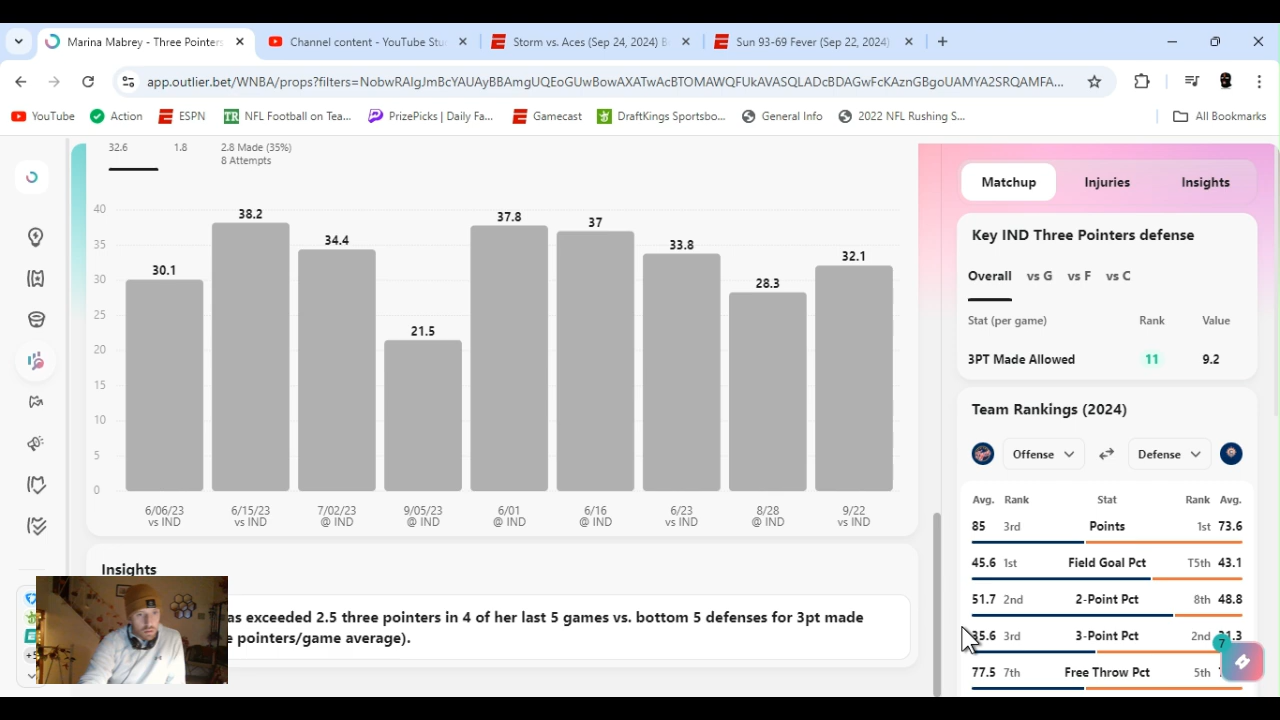 Marina Mabrey - Three Pointers
Channel content - YouTube Stu
Storm vs. Aces (Sep 24, 2024) B
Sun 93-69 Fever (Sep 22, 2024)
app.outlier.bet/WNBA/props?filters=NobwRAlgJmBcYAUAyBBAmgUQEoGUwBowAXATwAcBTOMAWQFUkAVASQLADcBDAGwFcKAznGBgoUAMYA2SRQAMFA...
YouTube
Action
ESPN
NFL Football on Tea...
PrizePicks | Daily Fa...
Gamecast
DraftKings Sportsbo...
General Info
2022 NFL Rushing S...
All Bookmarks
32.6
1.8
2.8 Made (35%)
8 Attempts
40
35
30
25
20
15
10
5
0
30.1
38.2
34.4
21.5
37.8
37
33.8
28.3
32.1
6/06/23
vs IND
6/15/23
vs IND
7/02/23
@ IND
9/05/23
@ IND
6/01
@ IND
6/16
@ IND
6/23
vs IND
8/28
@ IND
9/22
vs IND
Insights
as exceeded 2.5 three pointers in 4 of her last 5 games vs. bottom 5 defenses for 3pt made
pointers/game average).
Matchup Injuries Insights
Key IND Three Pointers defense
Overall vs G vs F vs C
Stat (per game) Rank Value
3PT Made Allowed 11 9.2
Team Rankings (2024)
Offense Defense
Avg. Rank Stat Rank Avg.
85 3rd Points 1st 73.6
45.6 1st Field Goal Pct T5th 43.1
51.7 2nd 2-Point Pct 8th 48.8
35.6 3rd 3-Point Pct 2nd
7
77.5 7th Free Throw Pct 5th